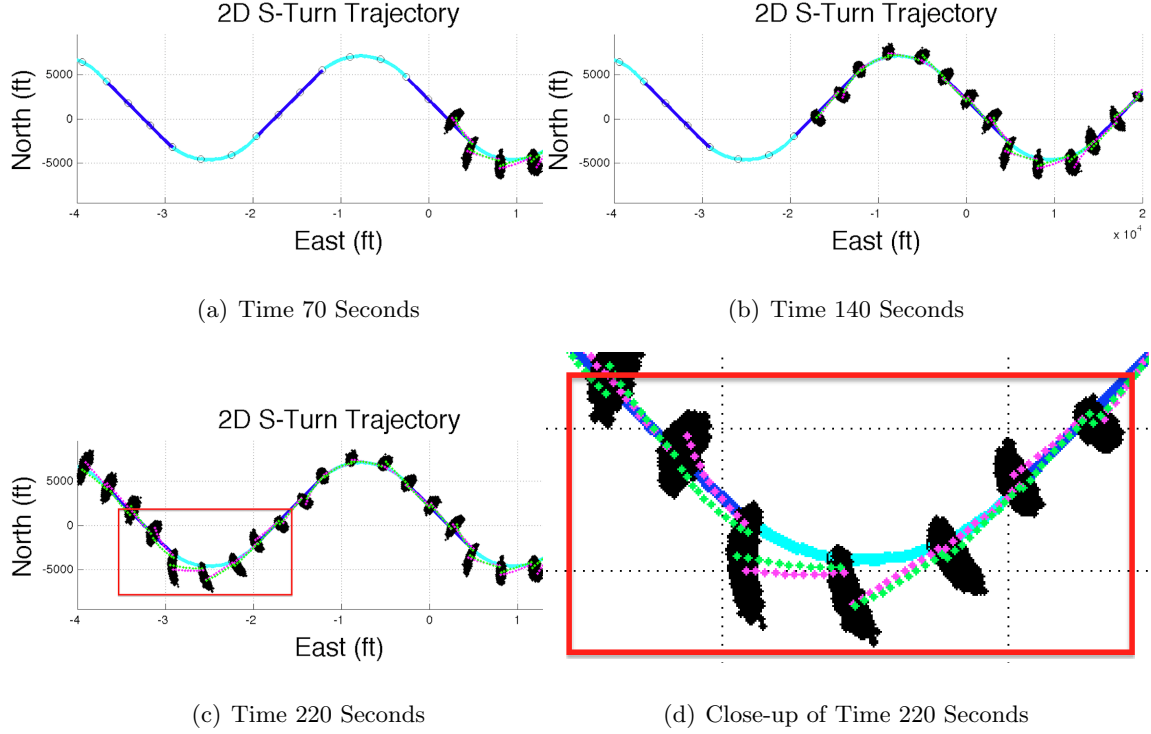 2D S-Turn Trajectory
North (ft)
5000
0
-5000
-4
-3
-2
-1
0
1
East (ft)
(a) Time 70 Seconds
2D S-Turn Trajectory
North (ft)
5000
0
-5000
-4
-3
-2
-1
0
1
2
x 10^4
East (ft)
(b) Time 140 Seconds
2D S-Turn Trajectory
North (ft)
5000
0
-5000
-4
-3
-2
-1
0
1
East (ft)
(c) Time 220 Seconds
(d) Close-up of Time 220 Seconds